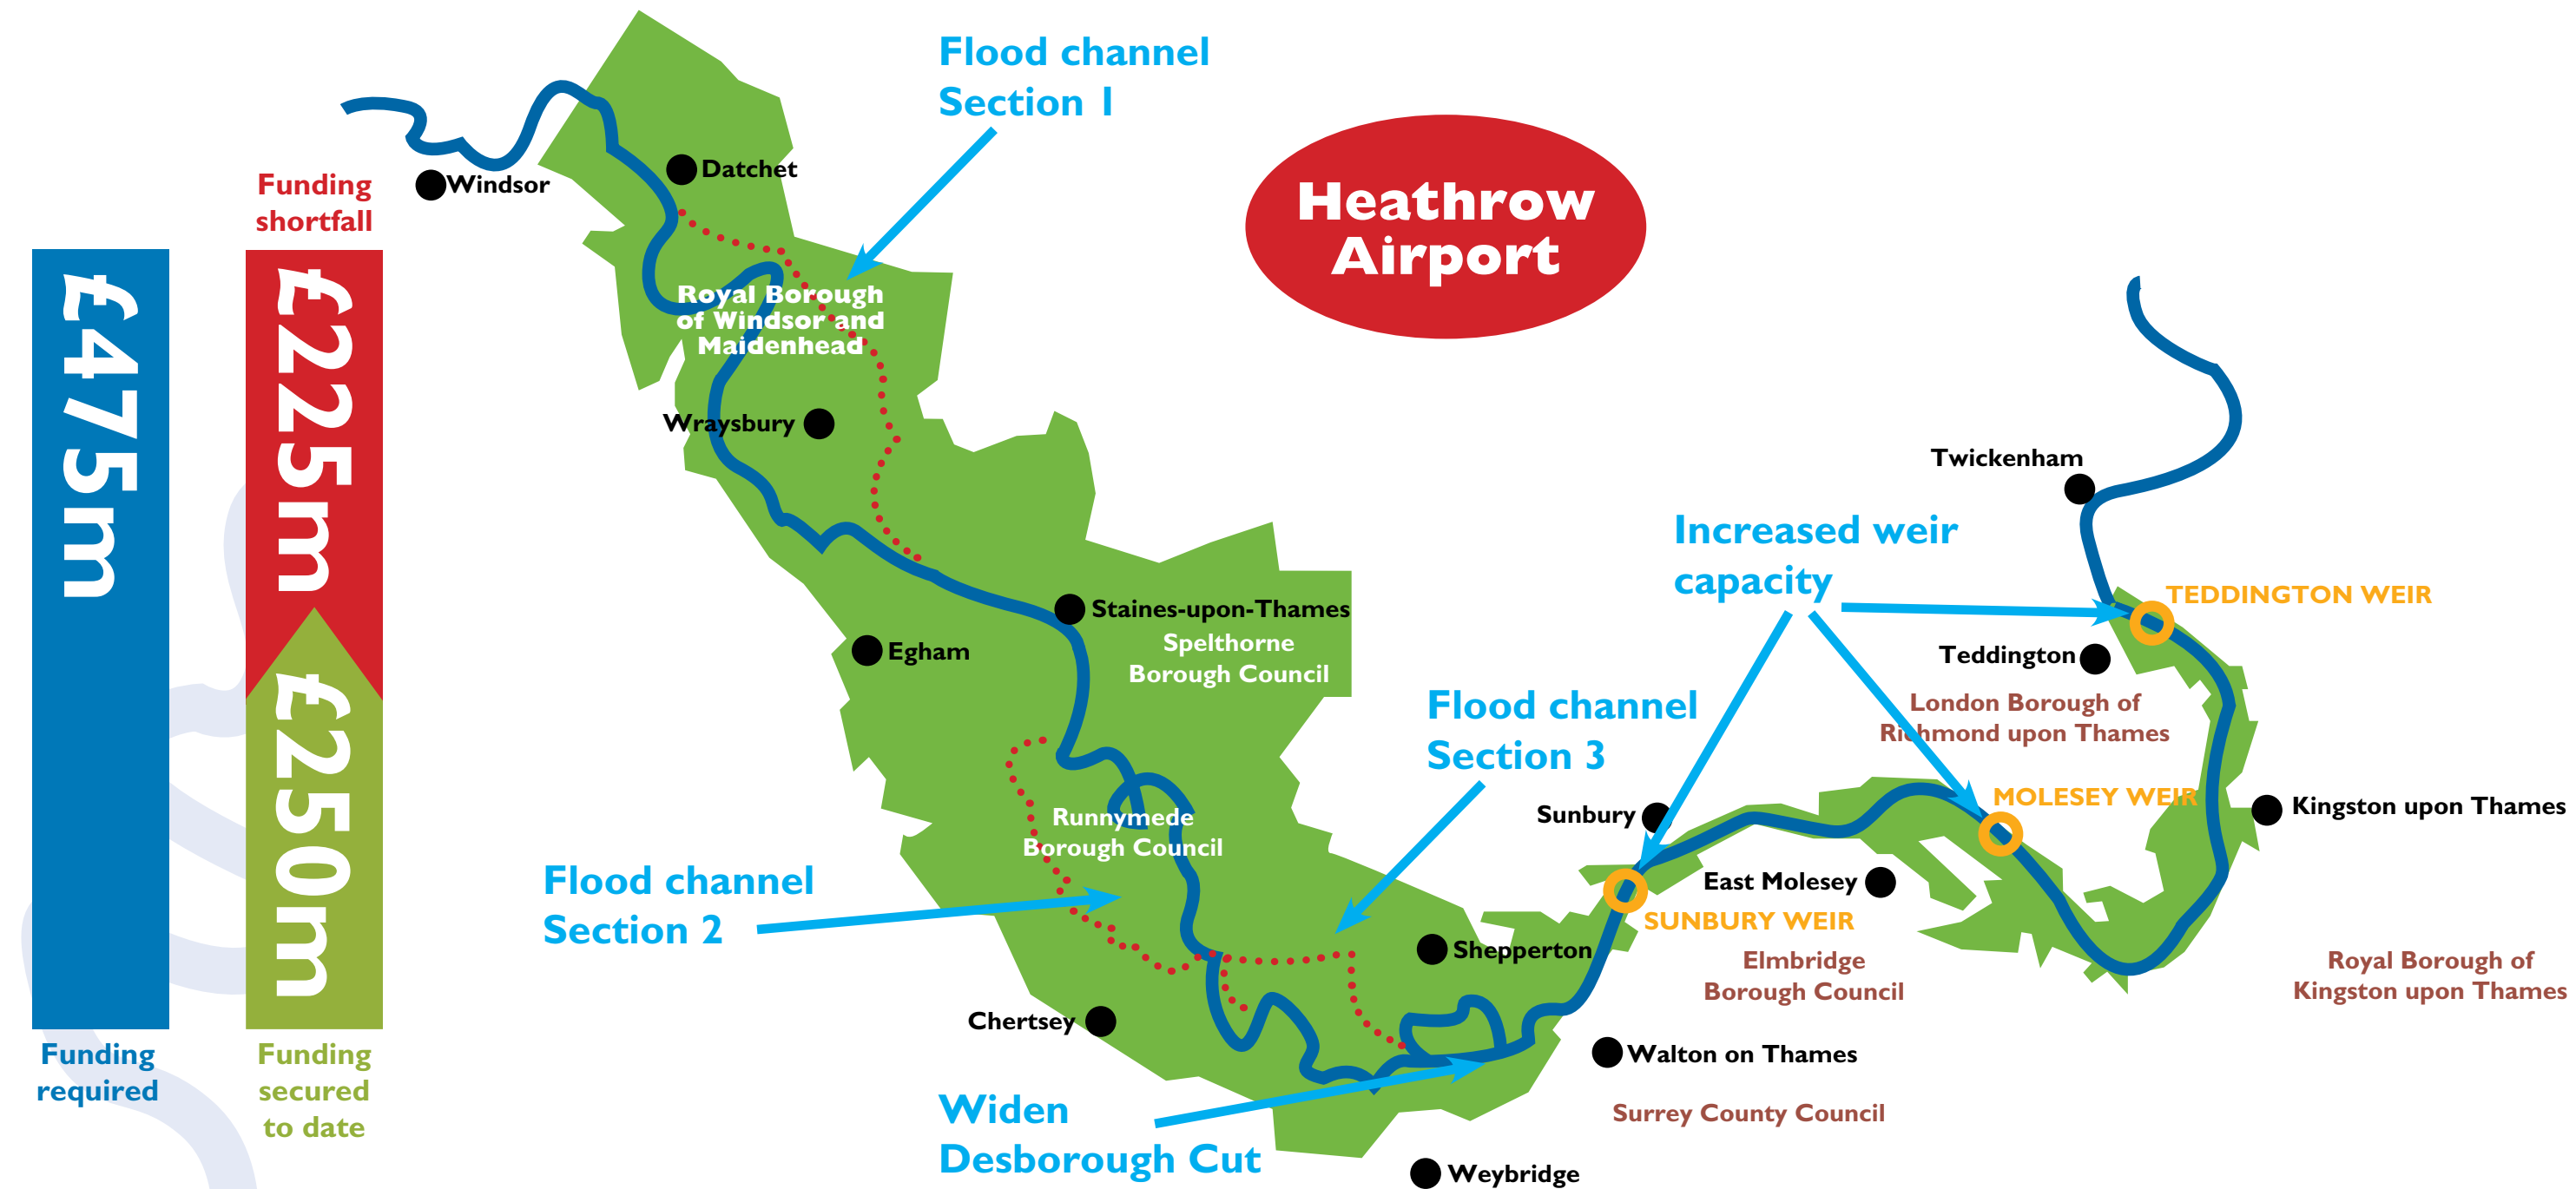 Flood channel
Section 1
Heathrow
Airport
Datchet
Windsor
Funding
shortfall
£475m
£225m
£250m
Funding
required
Funding
secured
to date
Royal Borough
of Windsor and
Maidenhead
Wraysbury
Staines-upon-Thames
Spelthorne
Borough Council
Egham
Runnymede
Borough Council
Flood channel
Section 2
Flood channel
Section 3
Chertsey
Shepperton
Widen
Desborough Cut
Weybridge
Walton on Thames
Surrey County Council
Sunbury
SUNBURY WEIR
Elmbridge
Borough Council
East Molesey
MOLESEY WEIR
Increased weir
capacity
Twickenham
TEDDINGTON WEIR
Teddington
London Borough of
Richmond upon Thames
Kingston upon Thames
Royal Borough of
Kingston upon Thames